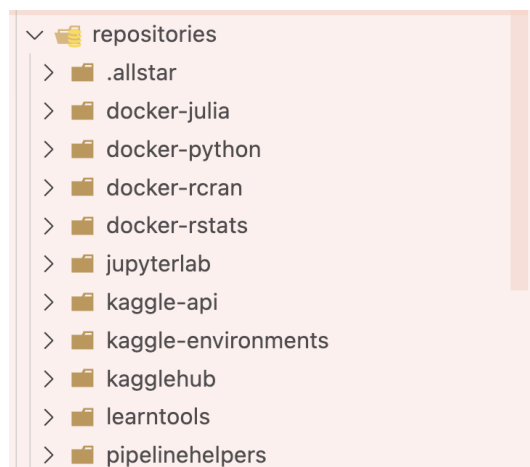 repositories
.allstar
docker-julia
docker-python
docker-rcran
docker-rstats
jupyterlab
kaggle-api
kaggle-environments
kagglehub
learntools
pipelinehelpers